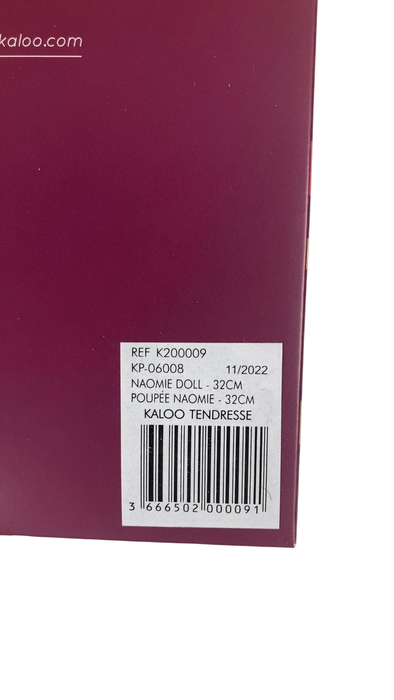 kaloo.com
REF K200009
KP-06008 11/2022
NAOMIE DOLL - 32CM
POUPÉE NAOMIE - 32CM
KALOO TENDRESSE
3 666502 000091